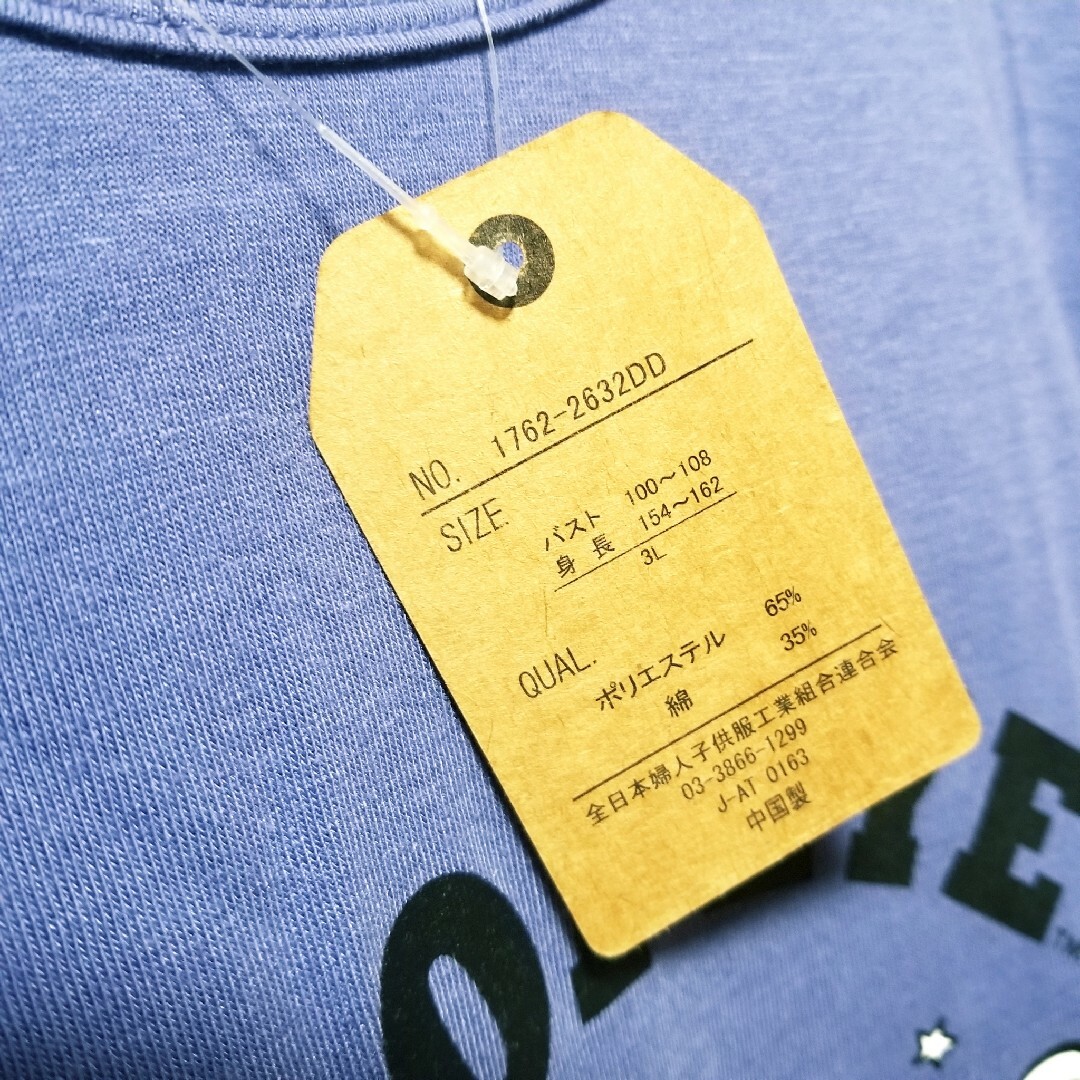 NO. 1762-2632DD
SIZE.
バスト 100～108
身長 154～162
3L
QUAL.
ポリエステル 65%
綿 35%
全日本婦人子供服工業組合連合会
03-3866-1299
J-AT 0163
中国製
YE
TM